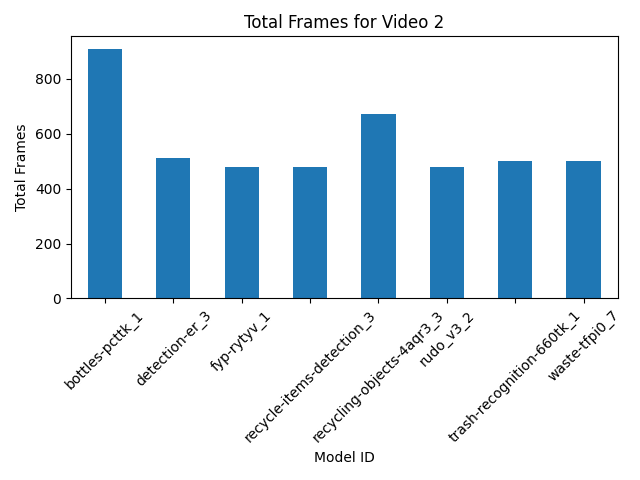 Total Frames for Video 2
Total Frames
800
600
400
200
0
bottles-pcttk_1
detection-er_3
fyp-rytyv_1
recycle-items-detection_3
recycling-objects-4aqr3_3
rudo_v3_2
trash-recognition-660tk_1
waste-tfpi0_7
Model ID